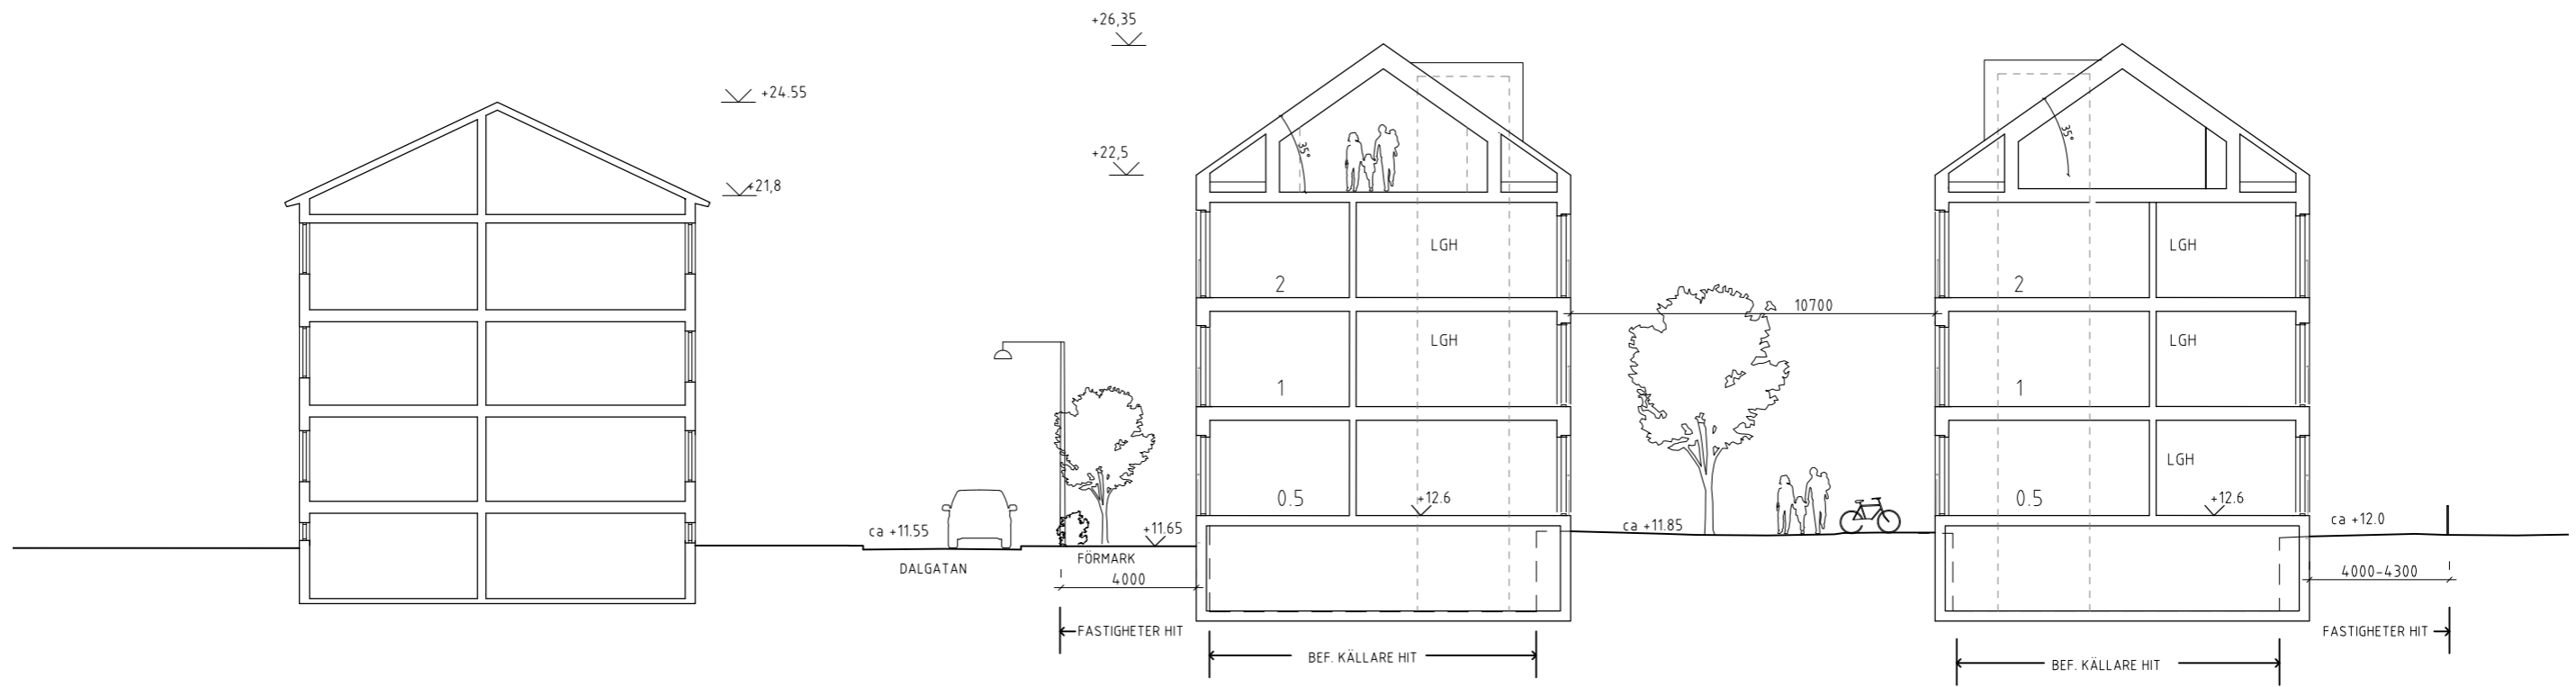 +26,35
+24.55
+22,5
+21,8
35°
35°
LGH
LGH
2
2
10700
LGH
LGH
1
1
LGH
0.5
+12.6
0.5
+12.6
ca +11.55
+11.65
ca +11.85
ca +12.0
DALGATAN
FÖRMARK
4000
4000-4300
FASTIGHETER HIT
FASTIGHETER HIT
BEF. KÄLLARE HIT
BEF. KÄLLARE HIT